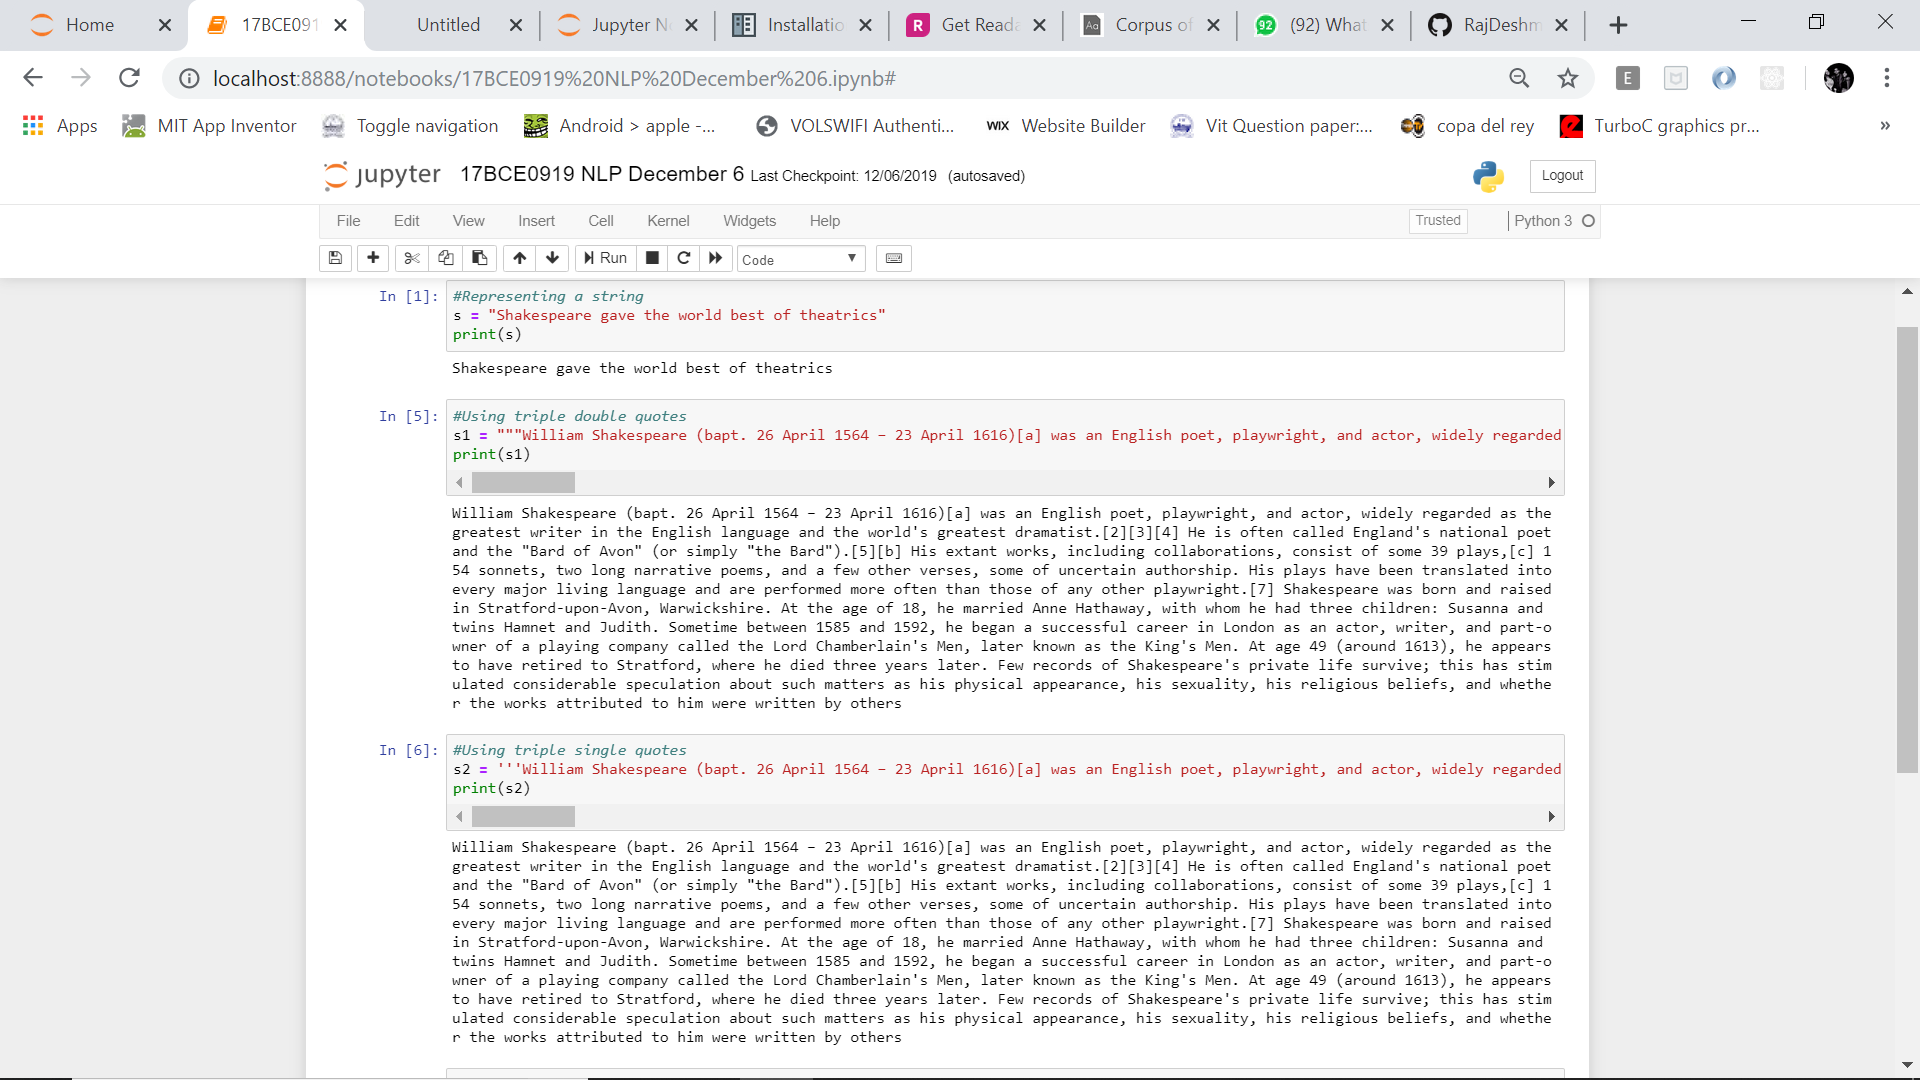 Home
17BCE091
Untitled
Jupyter N
Installatio
Get Reada
Corpus of
(92) What
RajDeshm
localhost:8888/notebooks/17BCE0919%20NLP%20December%206.ipynb#
Apps
MIT App Inventor
Toggle navigation
Android > apple -...
VOLSWIFI Authenti...
WIX Website Builder
Vit Question paper:...
copa del rey
TurboC graphics pr...
»
jupyter 17BCE0919 NLP December 6 Last Checkpoint: 12/06/2019 (autosaved)
Logout
File Edit View Insert Cell Kernel Widgets Help
Trusted
Python 3
Run
Code
In [1]: #Representing a string
s = "Shakespeare gave the world best of theatrics"
print(s)
Shakespeare gave the world best of theatrics
In [5]: #Using triple double quotes
s1 = """William Shakespeare (bapt. 26 April 1564 – 23 April 1616)[a] was an English poet, playwright, and actor, widely regarded
print(s1)
William Shakespeare (bapt. 26 April 1564 – 23 April 1616)[a] was an English poet, playwright, and actor, widely regarded as the
greatest writer in the English language and the world's greatest dramatist.[2][3][4] He is often called England's national poet
and the "Bard of Avon" (or simply "the Bard").[5][b] His extant works, including collaborations, consist of some 39 plays,[c] 1
54 sonnets, two long narrative poems, and a few other verses, some of uncertain authorship. His plays have been translated into
every major living language and are performed more often than those of any other playwright.[7] Shakespeare was born and raised
in Stratford-upon-Avon, Warwickshire. At the age of 18, he married Anne Hathaway, with whom he had three children: Susanna and
twins Hamnet and Judith. Sometime between 1585 and 1592, he began a successful career in London as an actor, writer, and part-o
wner of a playing company called the Lord Chamberlain's Men, later known as the King's Men. At age 49 (around 1613), he appears
to have retired to Stratford, where he died three years later. Few records of Shakespeare's private life survive; this has stim
ulated considerable speculation about such matters as his physical appearance, his sexuality, his religious beliefs, and whethe
r the works attributed to him were written by others
In [6]: #Using triple single quotes
s2 = '''William Shakespeare (bapt. 26 April 1564 – 23 April 1616)[a] was an English poet, playwright, and actor, widely regarded
print(s2)
William Shakespeare (bapt. 26 April 1564 – 23 April 1616)[a] was an English poet, playwright, and actor, widely regarded as the
greatest writer in the English language and the world's greatest dramatist.[2][3][4] He is often called England's national poet
and the "Bard of Avon" (or simply "the Bard").[5][b] His extant works, including collaborations, consist of some 39 plays,[c] 1
54 sonnets, two long narrative poems, and a few other verses, some of uncertain authorship. His plays have been translated into
every major living language and are performed more often than those of any other playwright.[7] Shakespeare was born and raised
in Stratford-upon-Avon, Warwickshire. At the age of 18, he married Anne Hathaway, with whom he had three children: Susanna and
twins Hamnet and Judith. Sometime between 1585 and 1592, he began a successful career in London as an actor, writer, and part-o
wner of a playing company called the Lord Chamberlain's Men, later known as the King's Men. At age 49 (around 1613), he appears
to have retired to Stratford, where he died three years later. Few records of Shakespeare's private life survive; this has stim
ulated considerable speculation about such matters as his physical appearance, his sexuality, his religious beliefs, and whethe
r the works attributed to him were written by others